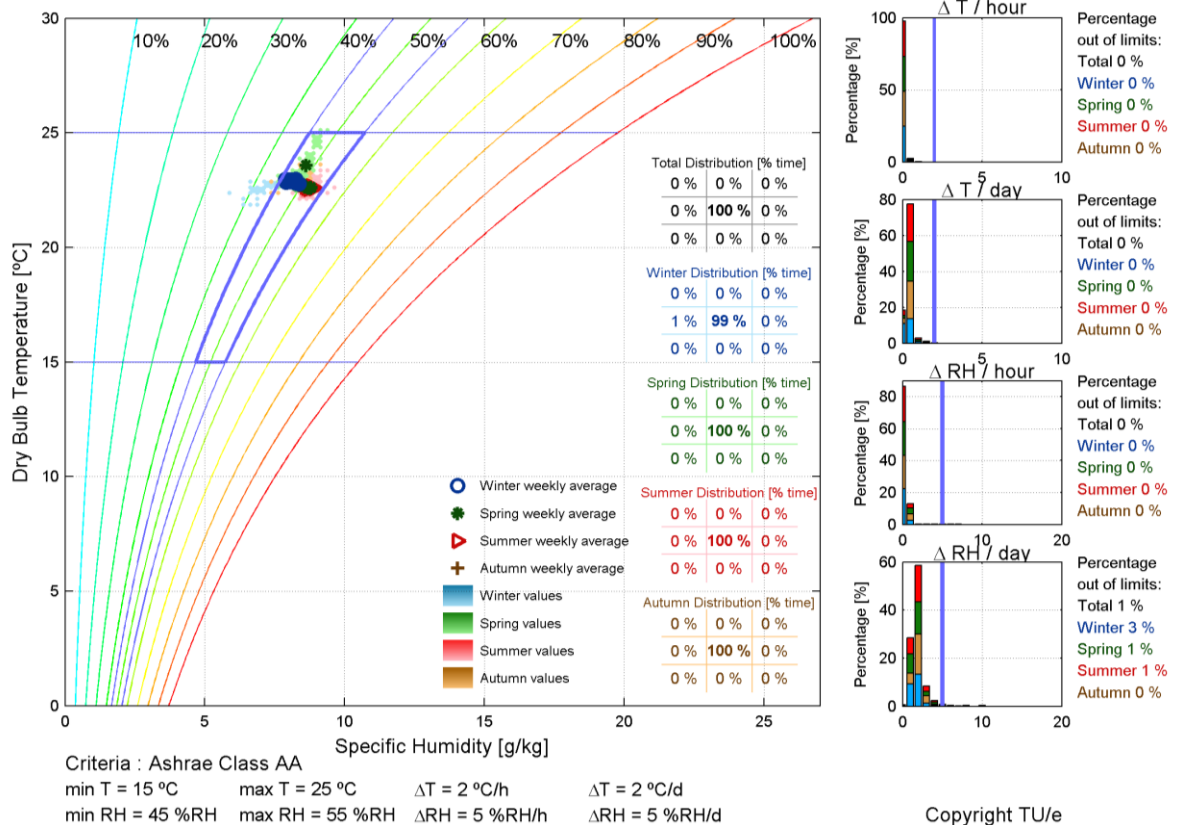 30
25
20
15
10
5
0
Dry Bulb Temperature [ºC]
10% 20% 30% 40% 50% 60% 80% 90% 100%
0 5 10 15 20 25
Specific Humidity [g/kg]
Total Distribution [% time]
0 % 0 % 0 %
0 % 100 % 0 %
0 % 0 % 0 %
Winter Distribution [% time]
0 % 0 % 0 %
1 % 99 % 0 %
0 % 0 % 0 %
Spring Distribution [% time]
0 % 0 % 0 %
0 % 100 % 0 %
0 % 0 % 0 %
Summer Distribution [% time]
0 % 0 % 0 %
0 % 100 % 0 %
0 % 0 % 0 %
Autumn Distribution [% time]
0 % 0 % 0 %
0 % 100 % 0 %
0 % 0 % 0 %
Winter weekly average
Spring weekly average
Summer weekly average
Autumn weekly average
Winter values
Spring values
Summer values
Autumn values
Δ T / hour
Percentage [%]
100
50
0
0 5 10
Percentage
out of limits:
Total 0 %
Winter 0 %
Spring 0 %
Summer 0 %
Autumn 0 %
Δ T / day
Percentage [%]
80
60
40
20
0
0 5 10
Percentage
out of limits:
Total 0 %
Winter 0 %
Spring 0 %
Summer 0 %
Autumn 0 %
Δ RH / hour
Percentage [%]
80
60
40
20
0
0 10 20
Percentage
out of limits:
Total 0 %
Winter 0 %
Spring 0 %
Summer 0 %
Autumn 0 %
Δ RH / day
Percentage [%]
60
40
20
0
0 10 20
Percentage
out of limits:
Total 1 %
Winter 3 %
Spring 1 %
Summer 1 %
Autumn 0 %
Criteria : Ashrae Class AA
min T = 15 ºC max T = 25 ºC ΔT = 2 ºC/h ΔT = 2 ºC/d
min RH = 45 %RH max RH = 55 %RH ΔRH = 5 %RH/h ΔRH = 5 %RH/d
Copyright TU/e